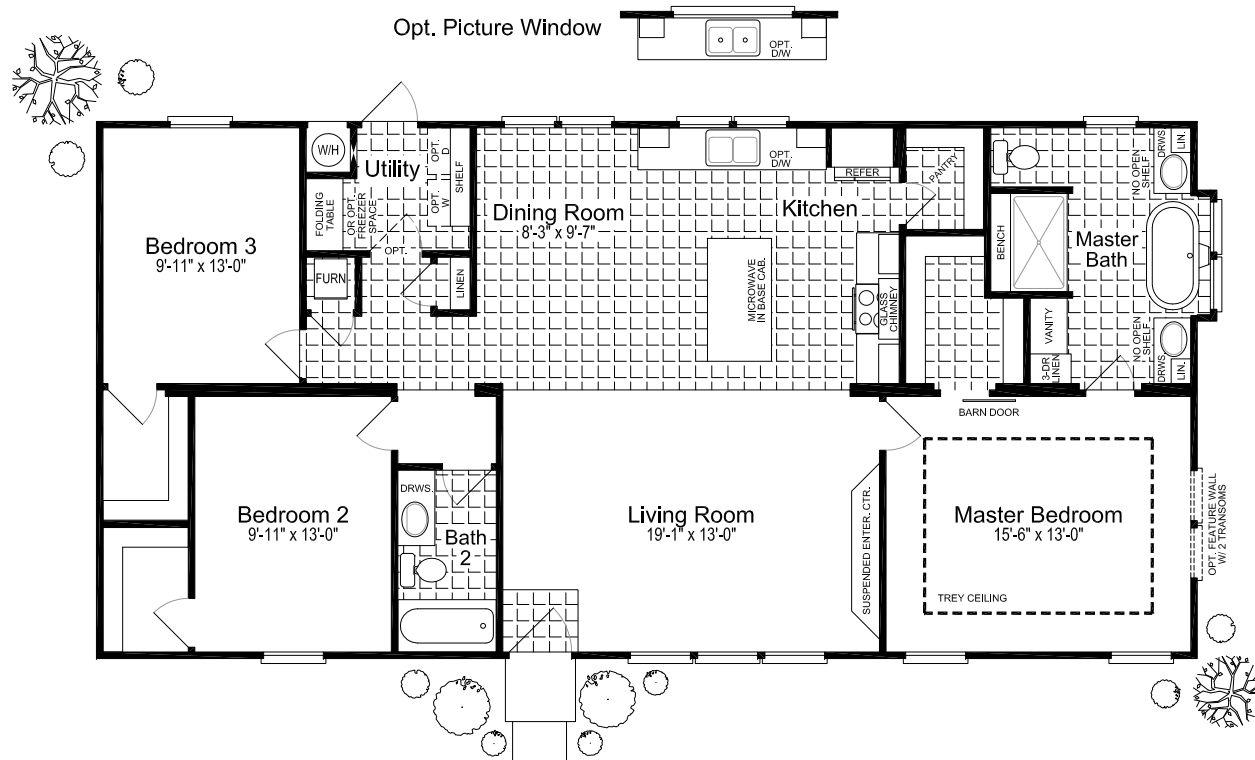 Opt. Picture Window
OPT.
D/W
W/H
Utility
OPT.
D
OPT.
W
SHELF
FOLDING
TABLE
OR OPT.
FREEZER
SPACE
OPT.
FURN
LINEN
Bedroom 3
9'-11" x 13'-0"
Dining Room
8'-3" x 9'-7"
OPT.
D/W
REFER
Kitchen
PANTRY
MICROWAVE
IN BASE CAB.
GLASS
CHIMNEY
NO OPEN
SHELF
DRWS
LIN.
BENCH
Master
Bath
VANITY
3-DR
LINEN
NO OPEN
SHELF
DRWS
LIN.
BARN DOOR
Bedroom 2
9'-11" x 13'-0"
DRWS.
Bath
2
Living Room
19'-1" x 13'-0"
SUSPENDED ENTER. CTR.
Master Bedroom
15'-6" x 13'-0"
TREY CEILING
OPT. FEATURE WALL
W/ 2 TRANSOMS